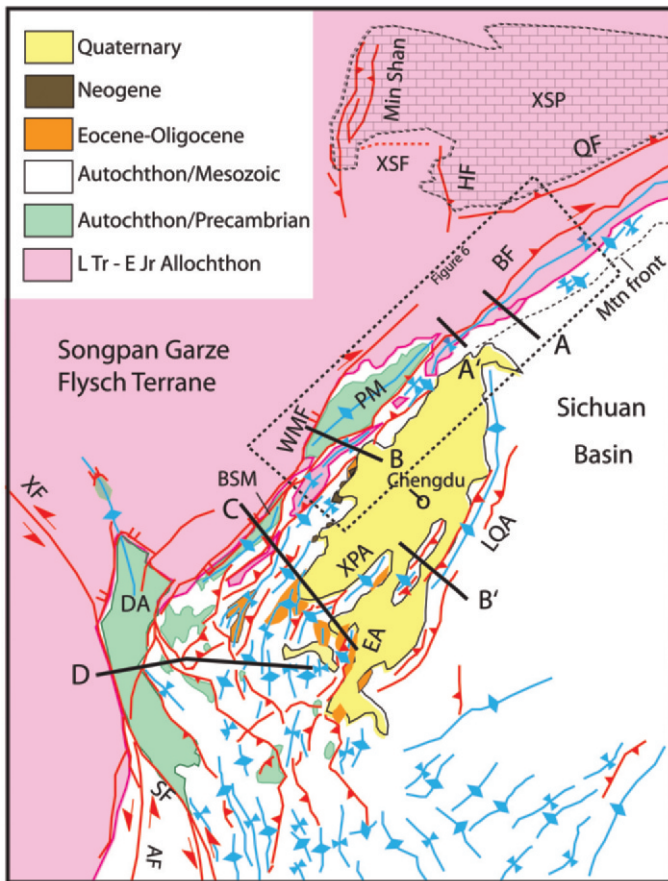 Quaternary
Neogene
Eocene-Oligocene
Autochthon/Mesozoic
Autochthon/Precambrian
L Tr - E Jr Allochthon
Min Shan
XSP
XSF
HF
QF
Figure 6
BF
Mtn front
A
A'
Songpan Garze
Flysch Terrane
Sichuan
Basin
PM
WMF
B
Chengdu
BSM
C
XF
LQA
XPA
B'
DA
EA
D
SF
AF